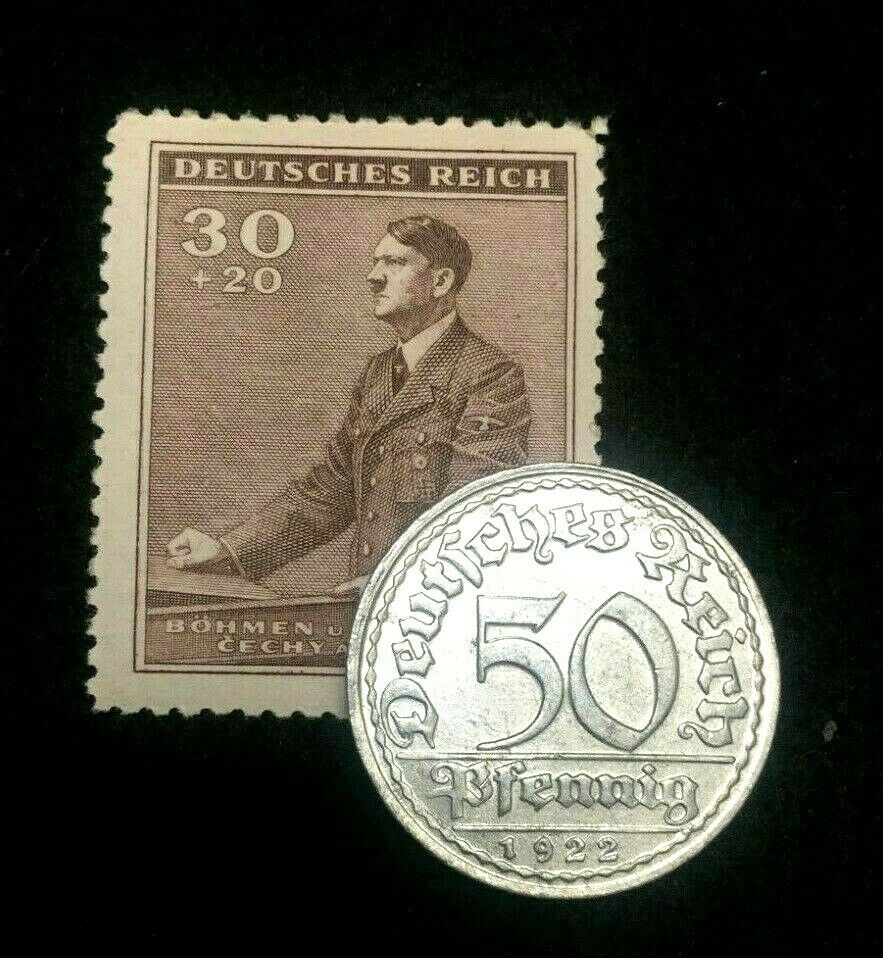 DEUTSCHES REICH
30
+ 20
BÖHMEN U
ČECHY A
Deutsches Reich
50
Pfennig
1922